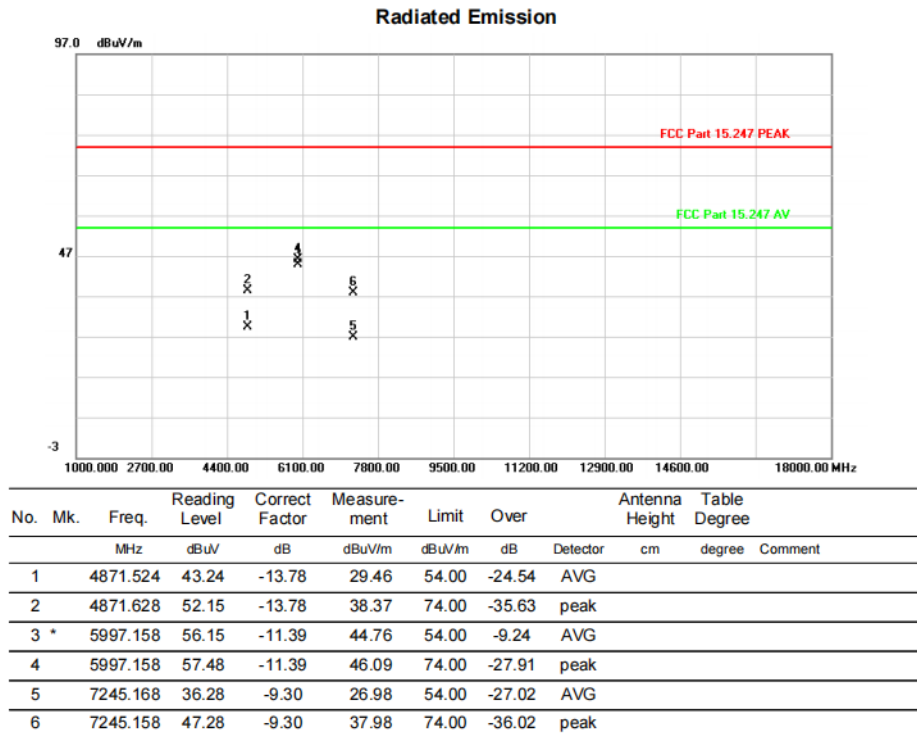 Radiated Emission
97.0 dBuV/m
FCC Part 15.247 PEAK
FCC Part 15.247 AV
47
4
2
6
1
5
-3
1000.000 2700.00 4400.00 6100.00 7800.00 9500.00 11200.00 12900.00 14600.00 18000.00 MHz
No. Mk. Freq. Reading Level Correct Factor Measure-ment Limit Over Antenna Height Table Degree
MHz dBuV dB dBuV/m dBuV/m dB Detector cm degree Comment
1 4871.524 43.24 -13.78 29.46 54.00 -24.54 AVG
2 4871.628 52.15 -13.78 38.37 74.00 -35.63 peak
3 * 5997.158 56.15 -11.39 44.76 54.00 -9.24 AVG
4 5997.158 57.48 -11.39 46.09 74.00 -27.91 peak
5 7245.168 36.28 -9.30 26.98 54.00 -27.02 AVG
6 7245.158 47.28 -9.30 37.98 74.00 -36.02 peak